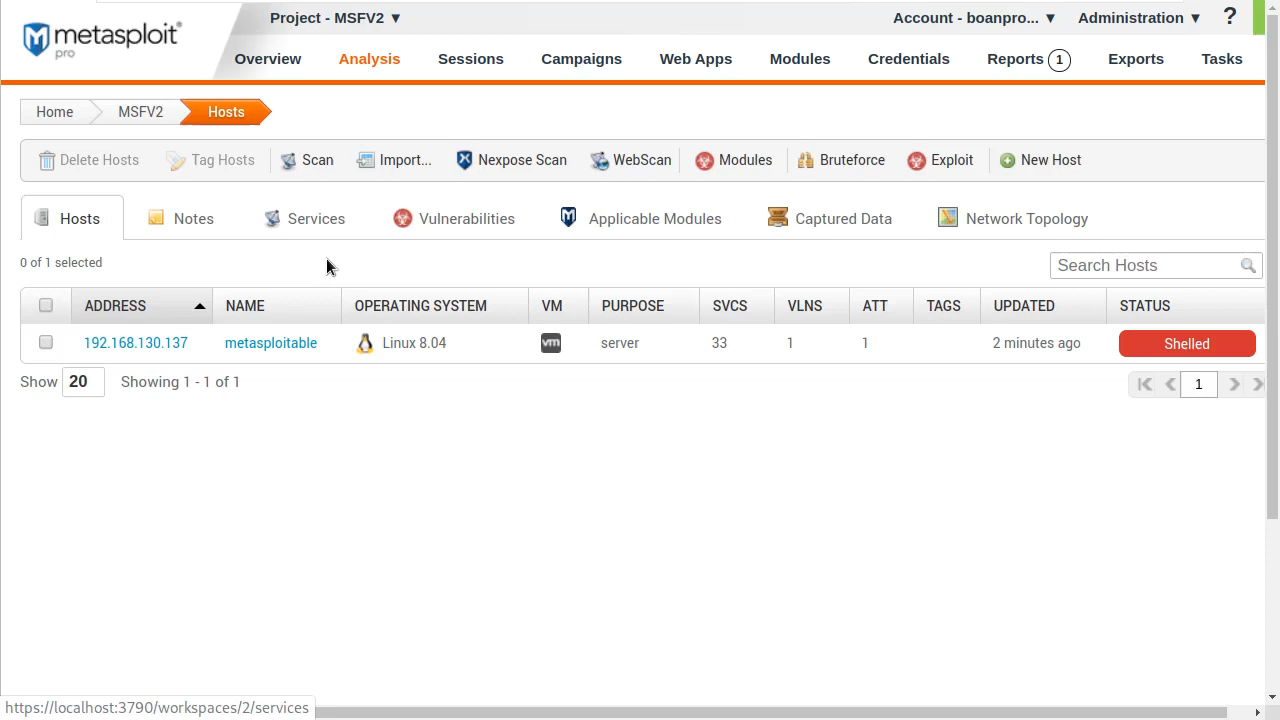 Project - MSFV2 ▼ Account - boanpro... ▼ Administration ▼ ?
metasploit®
pro
Overview Analysis Sessions Campaigns Web Apps Modules Credentials Reports 1 Exports Tasks
Home MSFV2 Hosts
Delete Hosts Tag Hosts Scan Import... Nexpose Scan WebScan Modules Bruteforce Exploit New Host
Hosts Notes Services Vulnerabilities Applicable Modules Captured Data Network Topology
0 of 1 selected Search Hosts
ADDRESS NAME OPERATING SYSTEM VM PURPOSE SVCS VLNS ATT TAGS UPDATED STATUS
192.168.130.137 metasploitable Linux 8.04 vm server 33 1 1 2 minutes ago Shelled
Show 20 Showing 1 - 1 of 1 1
https://localhost:3790/workspaces/2/services